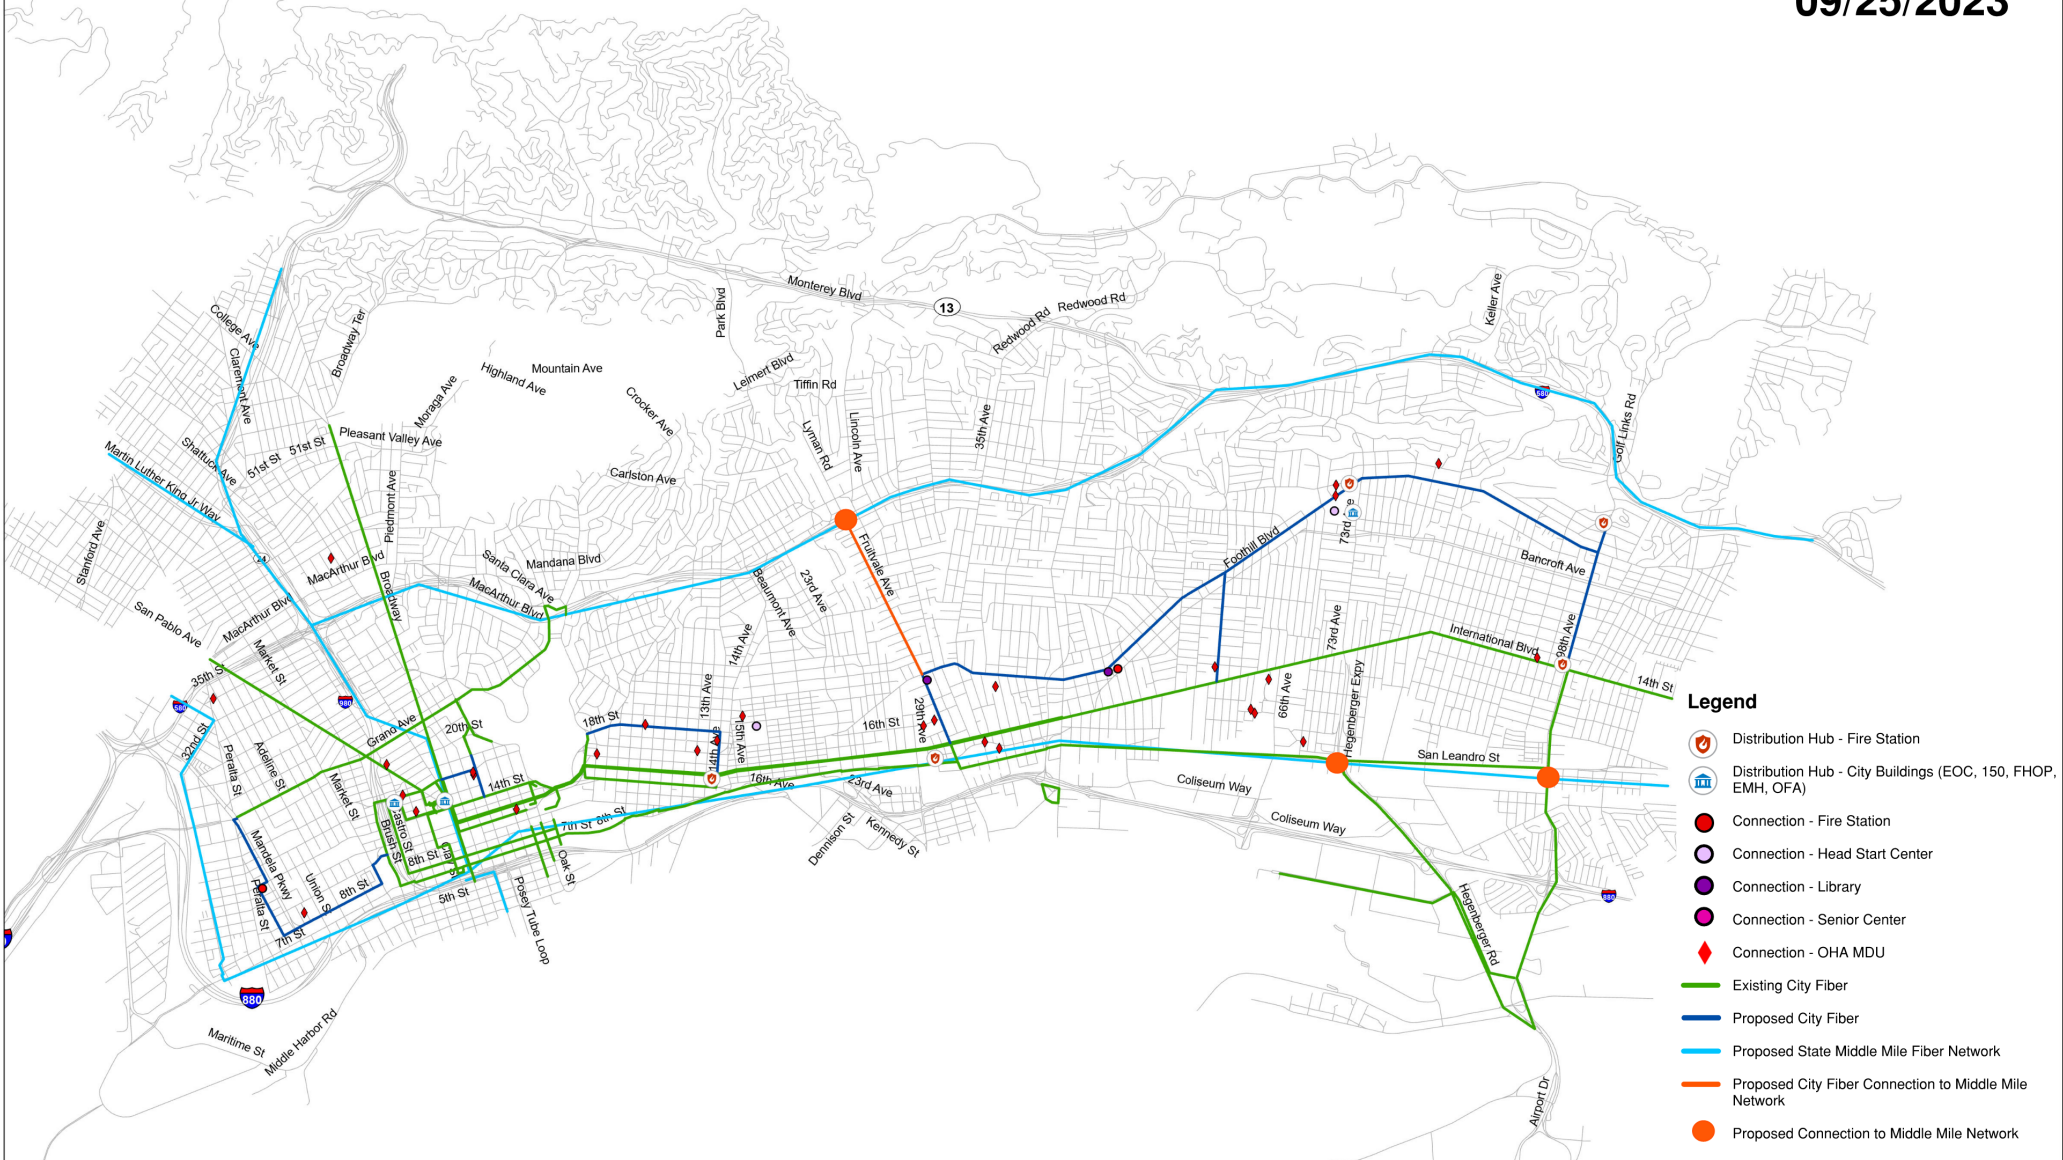 09/25/2023
Monterey Blvd
13
Redwood Rd
Redwood Rd
Keller Ave
Park Blvd
College Ave
Broadway Ter
Claremont Ave
Highland Ave
Mountain Ave
Leimert Blvd
Tiffin Rd
Moraga Ave
Crocker Ave
Lyman Rd
Lincoln Ave
35th Ave
Golf Links Rd
580
Pleasant Valley Ave
51st St
51st St
Shattuck Ave
Martin Luther King Jr Way
Piedmont Ave
Carlston Ave
Stanford Ave
24
MacArthur Blvd
Santa Clara Ave
Mandana Blvd
MacArthur Blvd
Broadway
Beaumont Ave
23rd Ave
Fruitvale Ave
Foothill Blvd
73rd
Bancroft Ave
San Pablo Ave
MacArthur Blvd
Market St
14th Ave
73rd Ave
International Blvd
98th Ave
35th S
580
980
13th Ave
14th St
66th Ave
Hegenberger Expy
32nd St
Grand Ave
20th St
18th St
14th Ave
15th Ave
16th St
29th Ave
San Leandro St
Peralta St
Adeline St
Market St
14th St
16th Ave
23rd Ave
Coliseum Way
Coliseum Way
Castro St
Brush St
8th St
Clay S
7th St
8th St
Oak St
Dennison St
Kennedy St
Mandela Pkwy
Peralta St
Union S
8th St
5th St
7th St
Posey Tube Loop
Hegenberger Rd
880
880
Maritime St
Middle Harbor Rd
Airport Dr
Legend
Distribution Hub - Fire Station
Distribution Hub - City Buildings (EOC, 150, FHOP,
EMH, OFA)
Connection - Fire Station
Connection - Head Start Center
Connection - Library
Connection - Senior Center
Connection - OHA MDU
Existing City Fiber
Proposed City Fiber
Proposed State Middle Mile Fiber Network
Proposed City Fiber Connection to Middle Mile
Network
Proposed Connection to Middle Mile Network